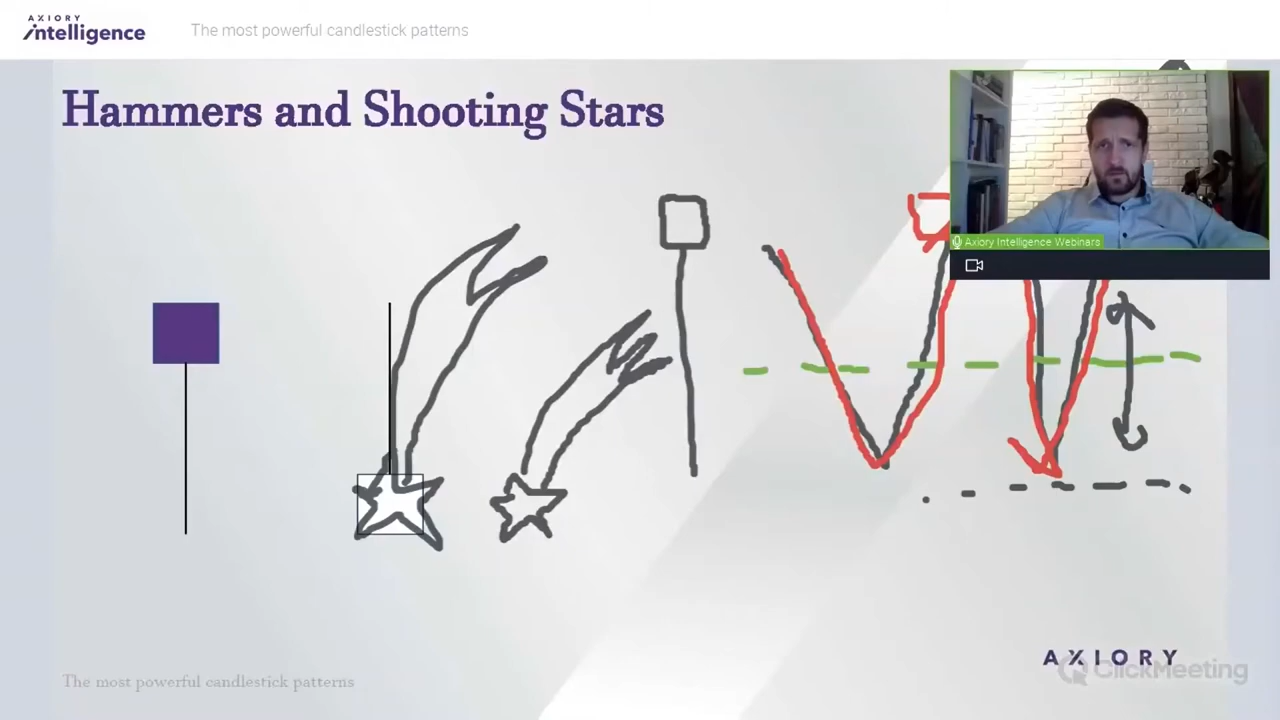 AXIORY
intelligence
The most powerful candlestick patterns
Hammers and Shooting Stars
Axiory Intelligence Webinars
AXIORY
ClickMeeting
The most powerful candlestick patterns